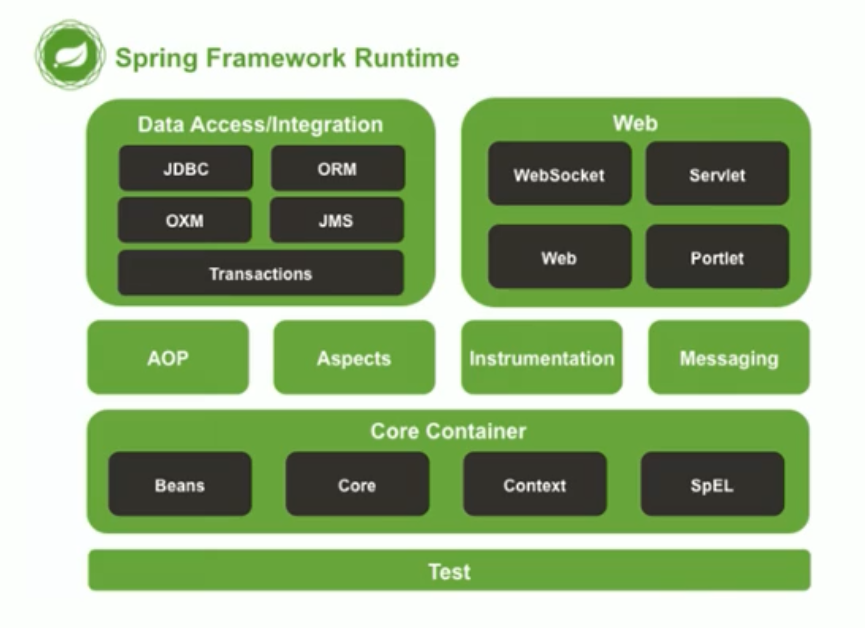 Spring Framework Runtime
Data Access/Integration
JDBC
ORM
OXM
JMS
Transactions
Web
WebSocket
Servlet
Web
Portlet
AOP
Aspects
Instrumentation
Messaging
Core Container
Beans
Core
Context
SpEL
Test